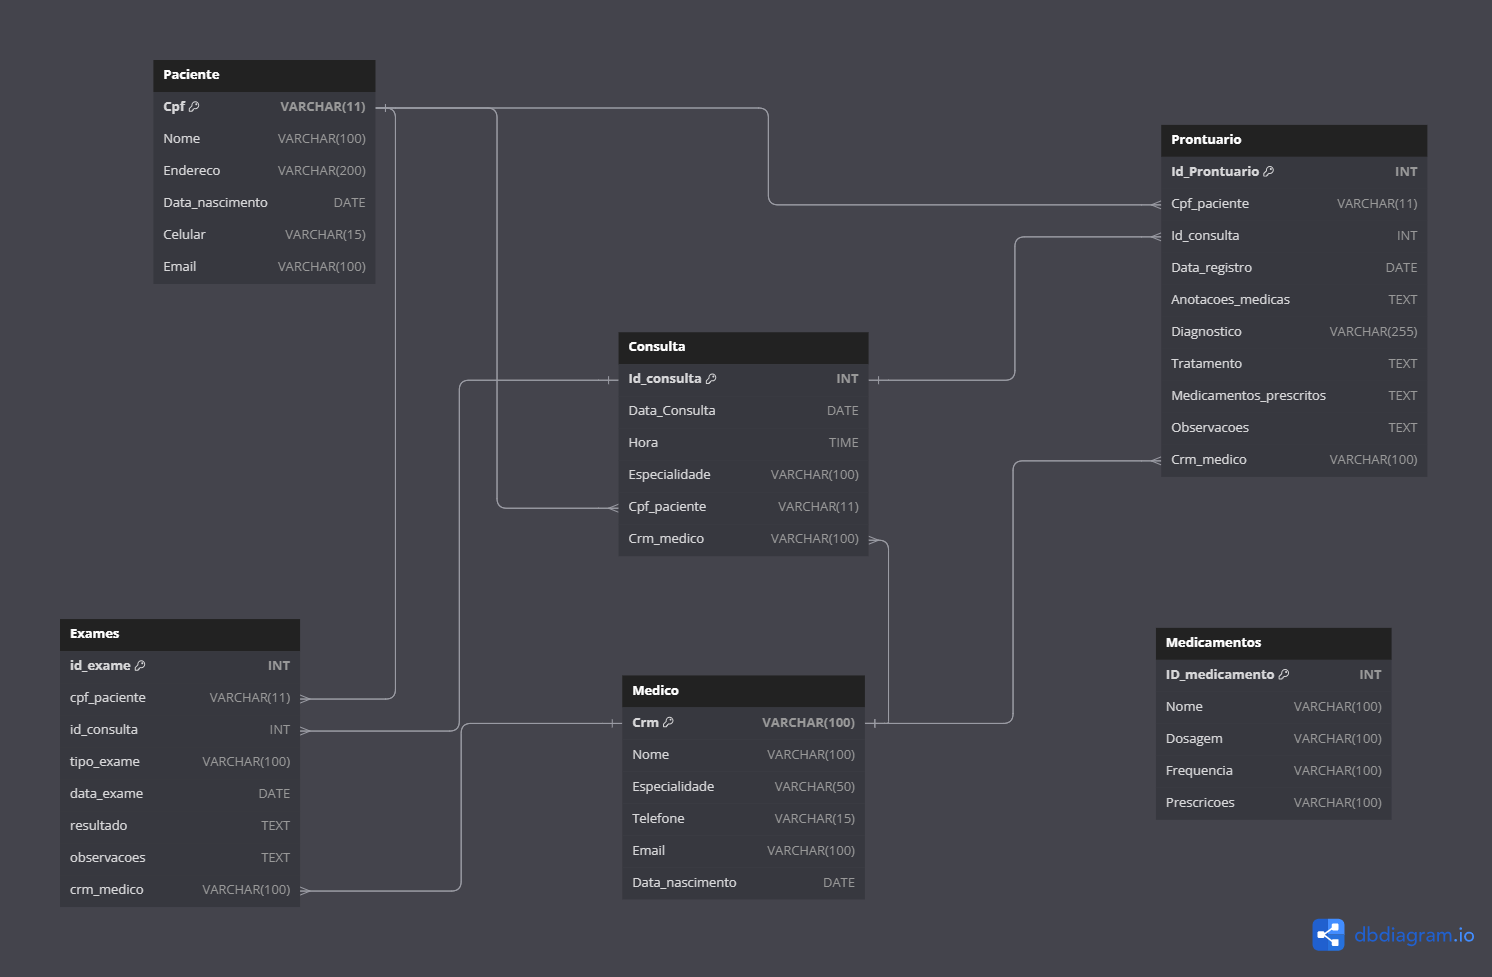 Paciente
Cpf VARCHAR(11)
Nome VARCHAR(100)
Endereco VARCHAR(200)
Data_nascimento DATE
Celular VARCHAR(15)
Email VARCHAR(100)
Prontuario
Id_Prontuario INT
Cpf_paciente VARCHAR(11)
Id_consulta INT
Data_registro DATE
Anotacoes_medicas TEXT
Diagnostico VARCHAR(255)
Tratamento TEXT
Medicamentos_prescritos TEXT
Observacoes TEXT
Crm_medico VARCHAR(100)
Consulta
Id_consulta INT
Data_Consulta DATE
Hora TIME
Especialidade VARCHAR(100)
Cpf_paciente VARCHAR(11)
Crm_medico VARCHAR(100)
Exames
id_exame INT
cpf_paciente VARCHAR(11)
id_consulta INT
tipo_exame VARCHAR(100)
data_exame DATE
resultado TEXT
observacoes TEXT
crm_medico VARCHAR(100)
Medico
Crm VARCHAR(100)
Nome VARCHAR(100)
Especialidade VARCHAR(50)
Telefone VARCHAR(15)
Email VARCHAR(100)
Data_nascimento DATE
Medicamentos
ID_medicamento INT
Nome VARCHAR(100)
Dosagem VARCHAR(100)
Frequencia VARCHAR(100)
Prescricoes VARCHAR(100)
dbdiagram.io